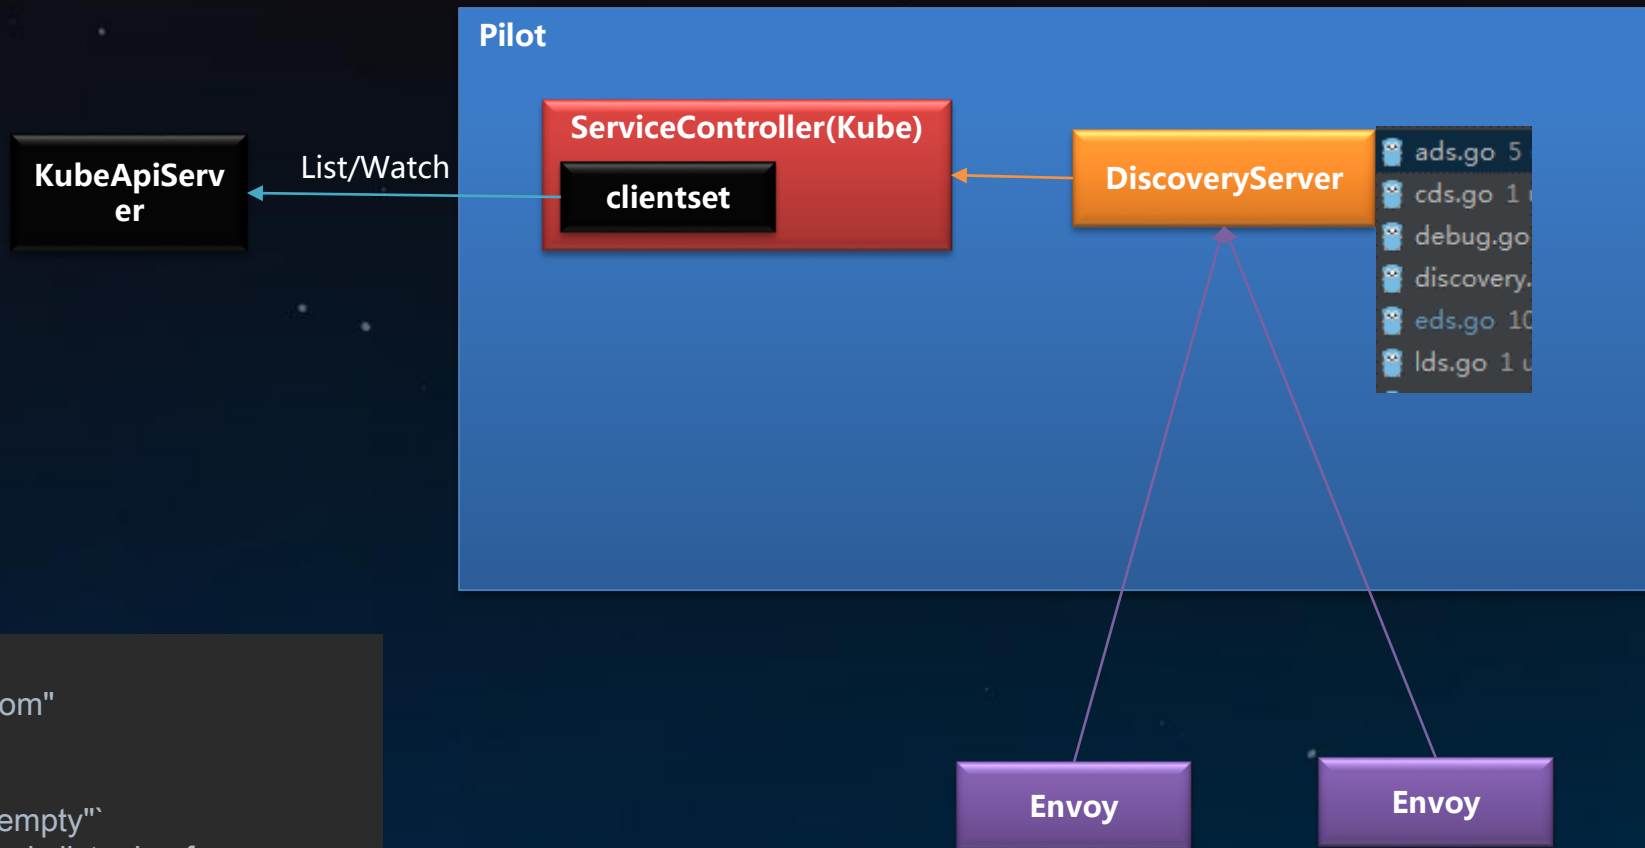 Pilot
ServiceController(Kube)
clientset
KubeApiServ
er
List/Watch
DiscoveryServer
ads.go 5
cds.go 1
debug.go
discovery.
eds.go 10
lds.go 1 u
om"
empty"`
Envoy
Envoy